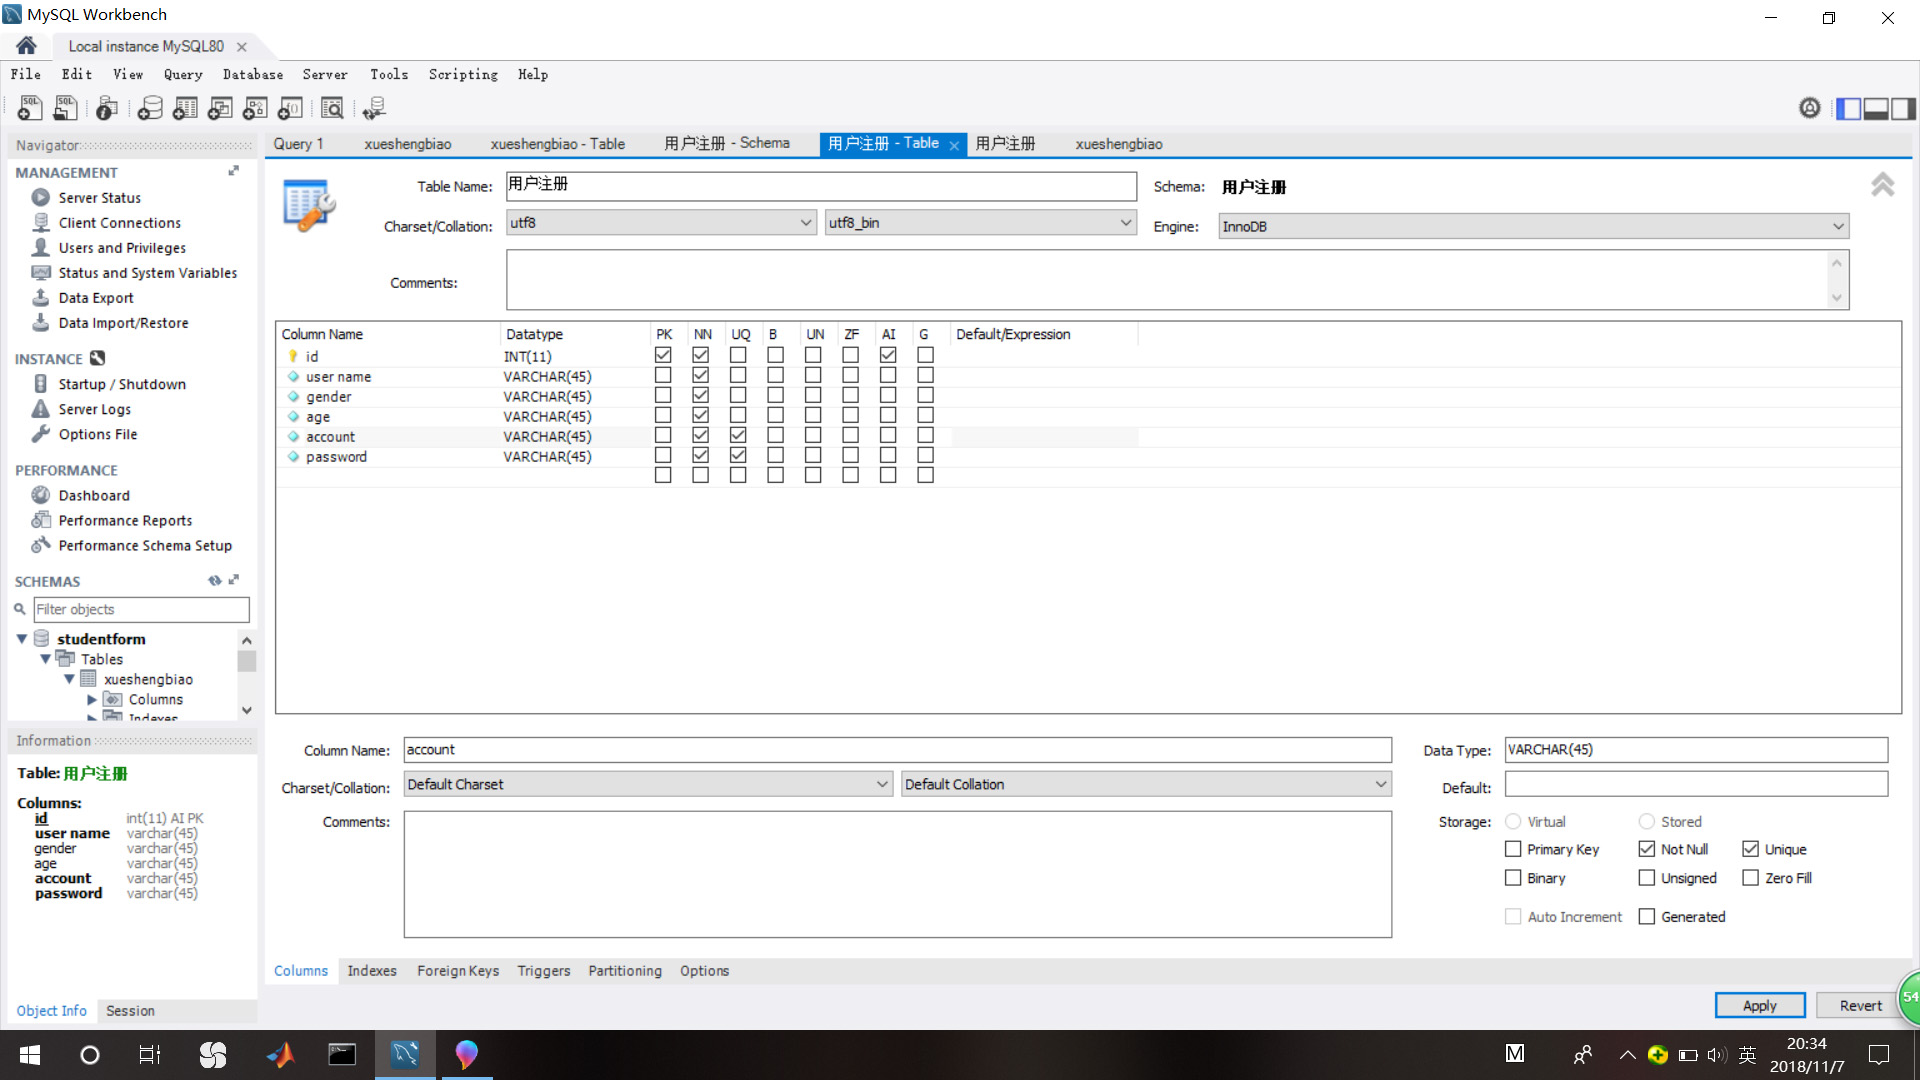 MySQL Workbench
Local instance MySQL80
File Edit View Query Database Server Tools Scripting Help
Navigator
MANAGEMENT
Server Status
Client Connections
Users and Privileges
Status and System Variables
Data Export
Data Import/Restore
INSTANCE
Startup / Shutdown
Server Logs
Options File
PERFORMANCE
Dashboard
Performance Reports
Performance Schema Setup
SCHEMAS
Filter objects
studentform
Tables
xueshengbiao
Columns
Indexes
Information
Table: 用户注册
Columns:
id int(11) AI PK
user name varchar(45)
gender varchar(45)
age varchar(45)
account varchar(45)
password varchar(45)
Object Info Session
Query 1 xueshengbiao xueshengbiao - Table 用户注册 - Schema 用户注册 - Table 用户注册 xueshengbiao
Table Name: 用户注册 Schema: 用户注册
Charset/Collation: utf8 utf8_bin Engine: InnoDB
Comments:
Column Name Datatype PK NN UQ B UN ZF AI G Default/Expression
id INT(11)
user name VARCHAR(45)
gender VARCHAR(45)
age VARCHAR(45)
account VARCHAR(45)
password VARCHAR(45)
Column Name: account Data Type: VARCHAR(45)
Charset/Collation: Default Charset Default Collation Default:
Comments: Storage: Virtual Stored
Primary Key Not Null Unique
Binary Unsigned Zero Fill
Auto Increment Generated
Columns Indexes Foreign Keys Triggers Partitioning Options
Apply Revert
54
英
20:34
2018/11/7